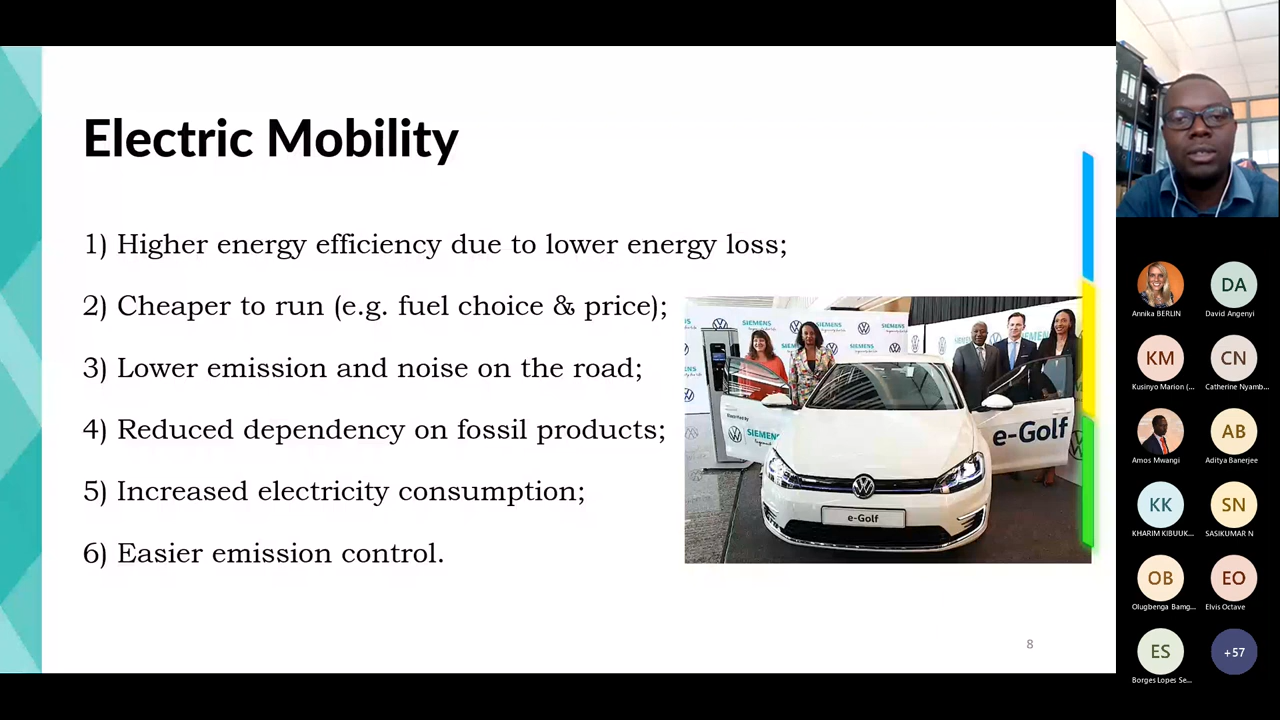 Electric Mobility
1) Higher energy efficiency due to lower energy loss;
2) Cheaper to run (e.g. fuel choice & price);
3) Lower emission and noise on the road;
4) Reduced dependency on fossil products;
5) Increased electricity consumption;
6) Easier emission control.
SIEMENS
SIEMENS
SIEMENS
SIEMENS
e-Golf
e-Golf
8
Annika BERLIN
DA
David Angenyi
KM
Kusinyo Marion (...
CN
Catherine Nyamb...
Amos Mwangi
AB
Aditya Banerjee
KK
KHARIM KIBUUK...
SN
SASIKUMAR N
OB
Olugbenga Bamg...
EO
Elvis Octave
ES
Borges Lopes Se...
+57